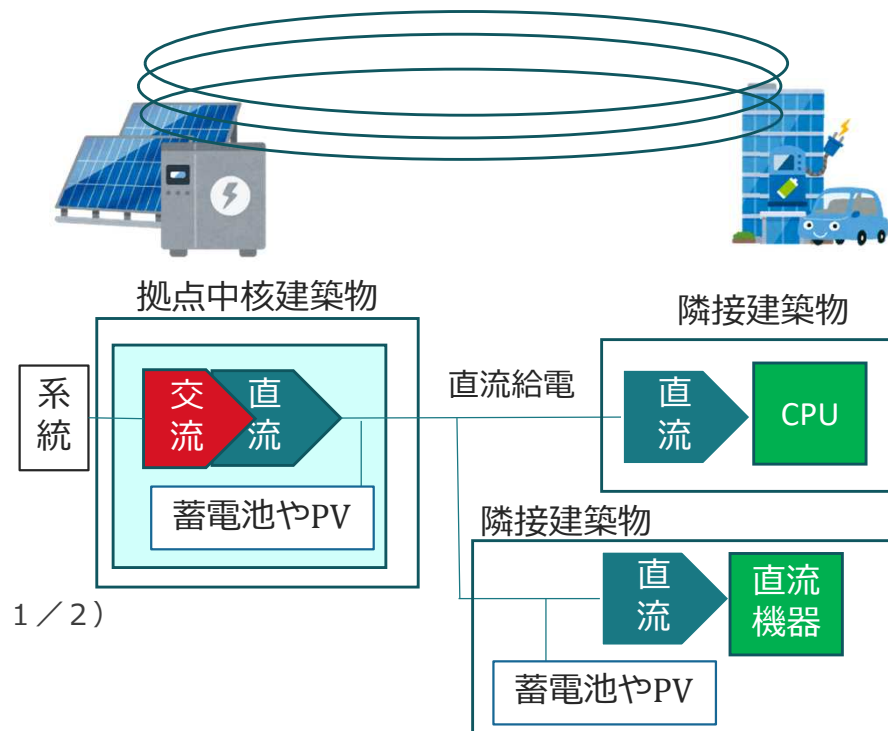 拠点中核建築物
隣接建築物
系
統
交
流
直
流
直流給電
直
流
CPU
蓄電池やPV
隣接建築物
直
流
直流
機器
1／2）
蓄電池やPV